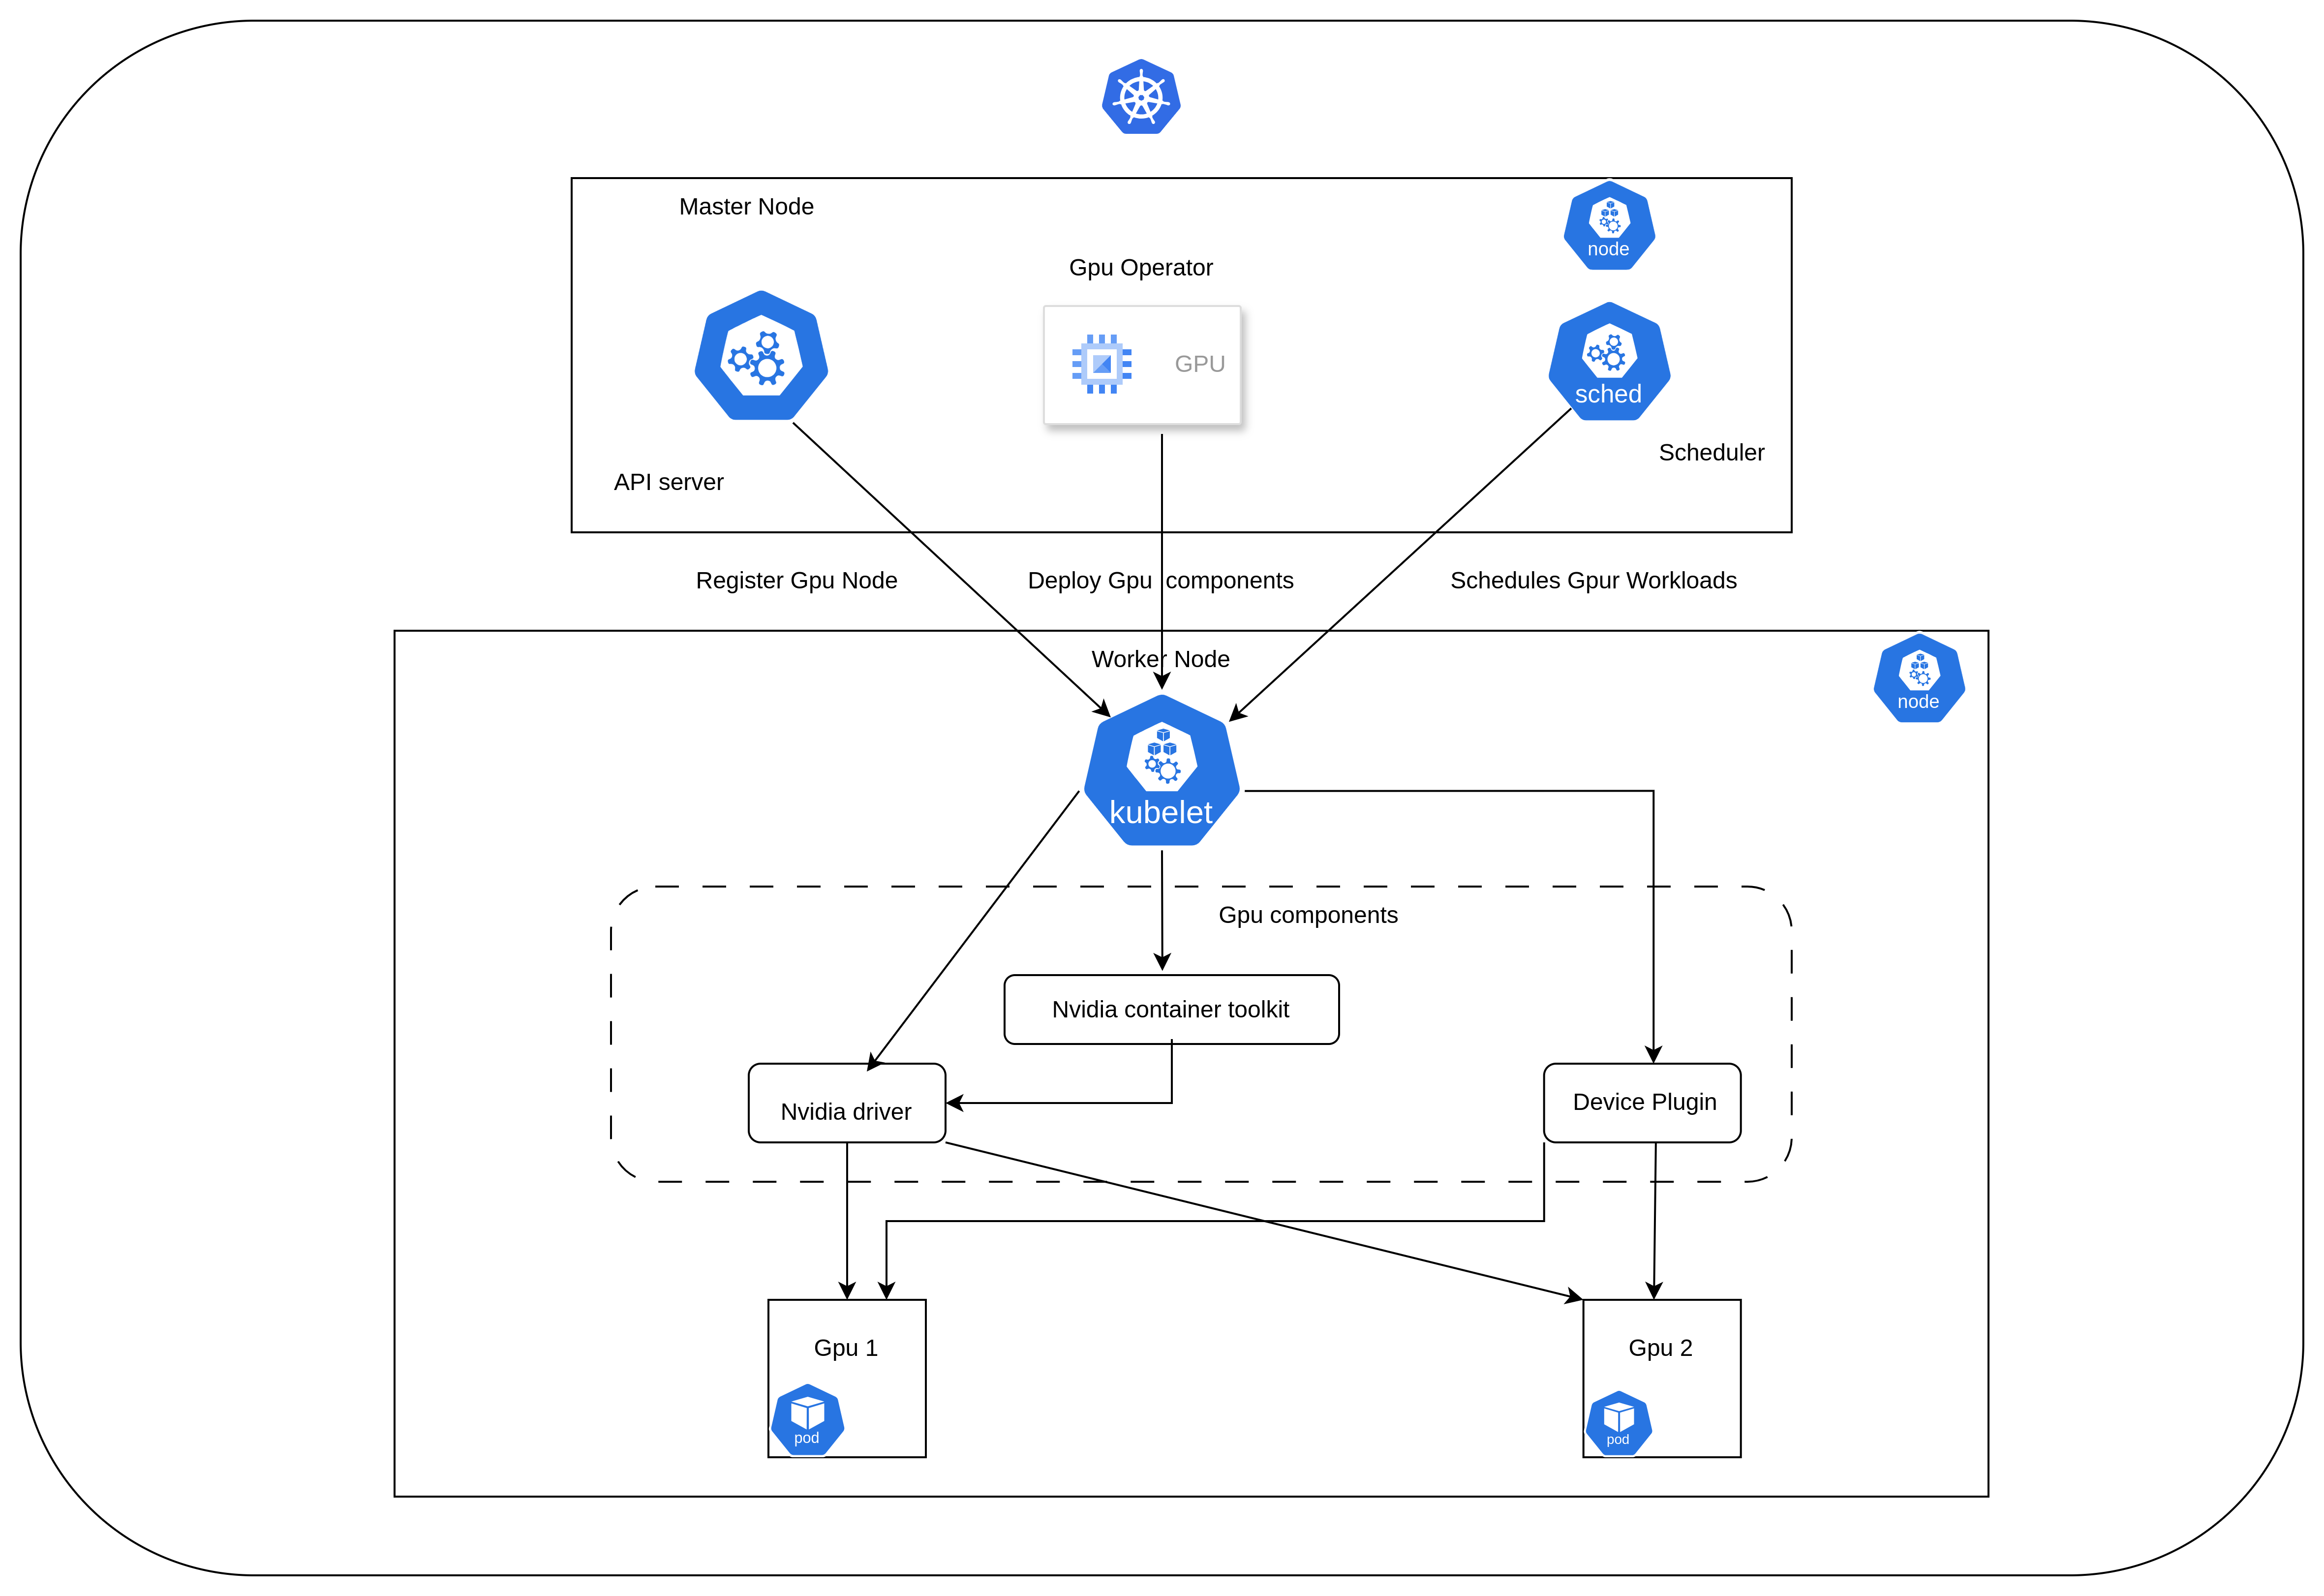 Master Node
node
Gpu Operator
GPU
sched
Scheduler
API server
Register Gpu Node
Deploy Gpu components
Schedules Gpur Workloads
Worker Node
node
kubelet
Gpu components
Nvidia container toolkit
Nvidia driver
Device Plugin
Gpu 1
Gpu 2
pod
pod